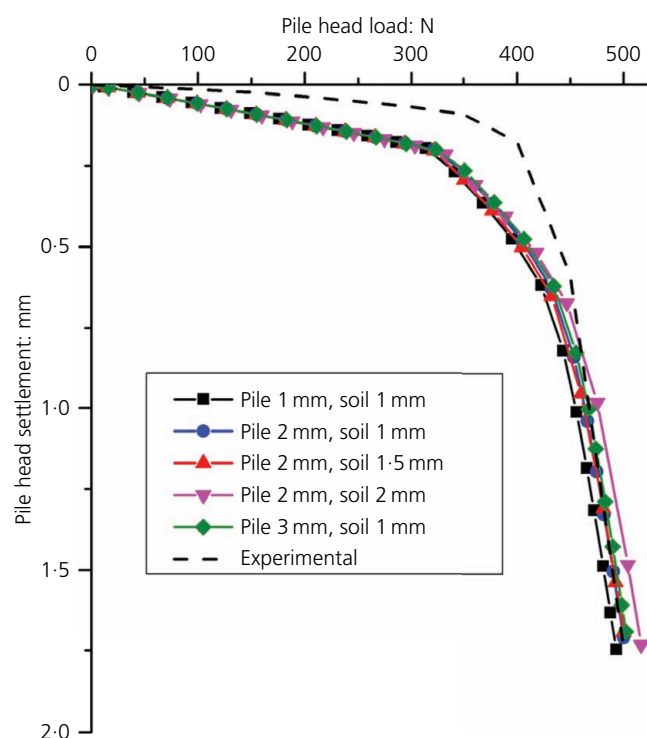 Pile head load: N
0 100 200 300 400 500
0
0·5
1·0
1·5
2·0
Pile head settlement: mm
Pile 1 mm, soil 1 mm
Pile 2 mm, soil 1 mm
Pile 2 mm, soil 1·5 mm
Pile 2 mm, soil 2 mm
Pile 3 mm, soil 1 mm
Experimental